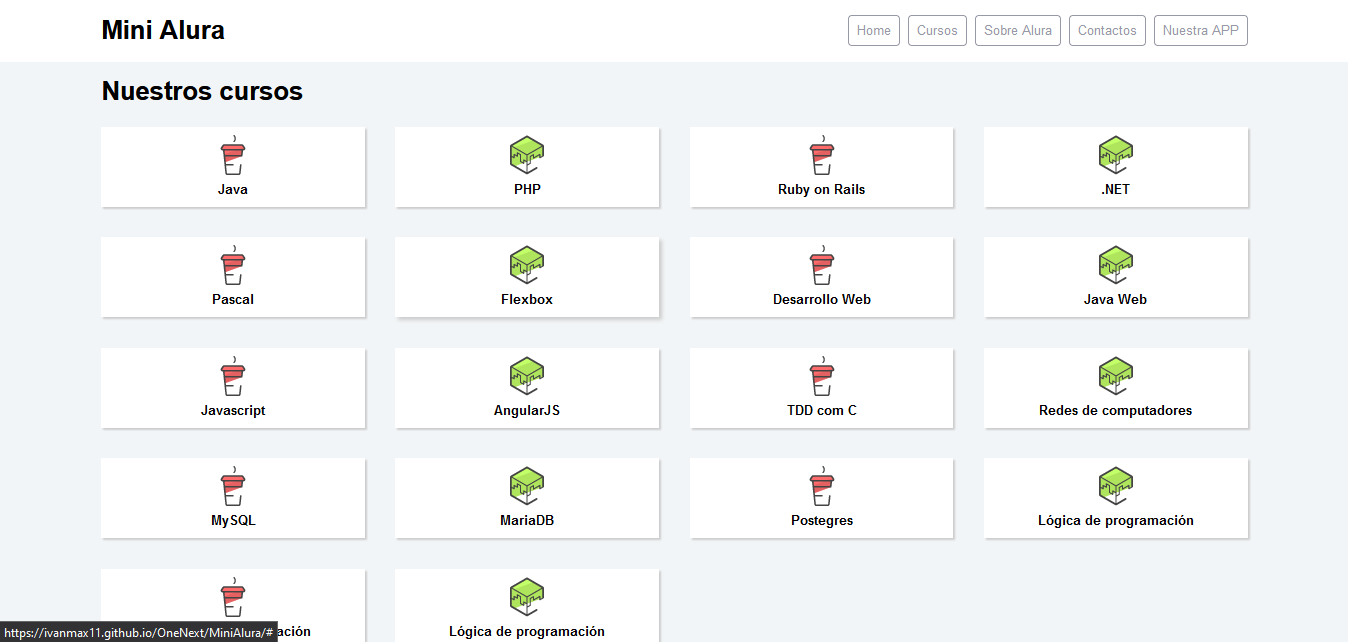 Mini Alura
Home
Cursos
Sobre Alura
Contactos
Nuestra APP
Nuestros cursos
Java
PHP
Ruby on Rails
.NET
Pascal
Flexbox
Desarrollo Web
Java Web
Javascript
AngularJS
TDD com C
Redes de computadores
MySQL
MariaDB
Postegres
Lógica de programación
Lógica de programación
https://ivanmax11.github.io/OneNext/MiniAlura/#